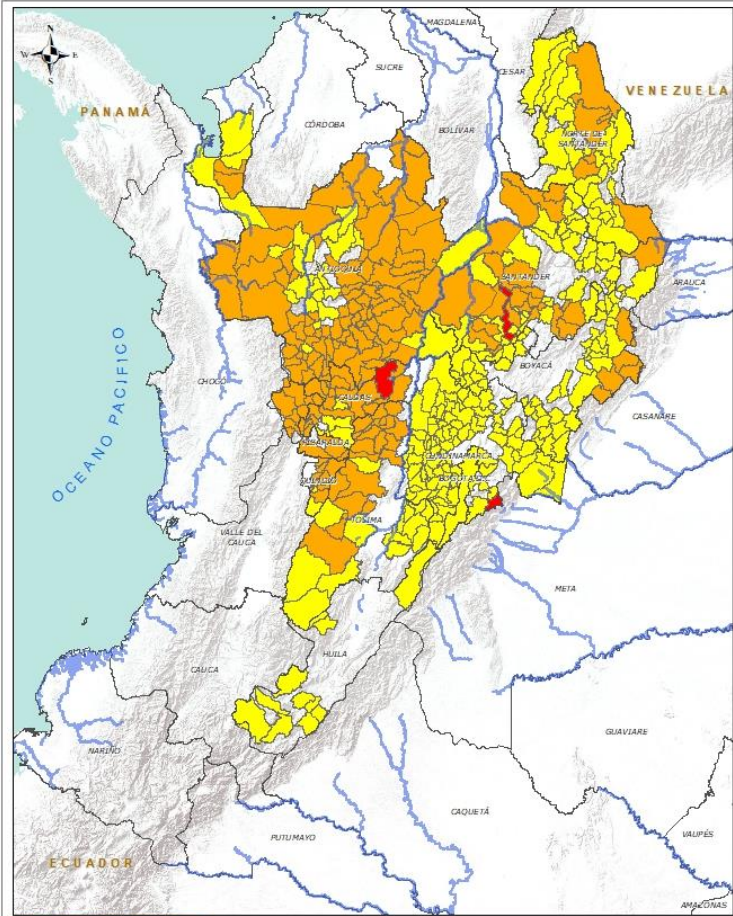 MAGDALENA
N
W E
S
SUCRE
CESAR
VENEZUELA
PANAMÁ
CÓRDOBA
BOLÍVAR
NORTE DE
SANTANDER
ANTIOQUIA
SANTANDER
ARAUCA
OCEANO PACIFICO
CHOCÓ
BOYACÁ
CALDAS
CASANARE
RISARALDA
CUNDINAMARCA
QUINDÍO
BOGOTÁ D.C.
TOLIMA
VALLE DEL
CAUCA
META
HUILA
CAUCA
GUAVIARE
NARIÑO
CAQUETÁ
PUTUMAYO
VAUPÉS
ECUADOR
AMAZONAS